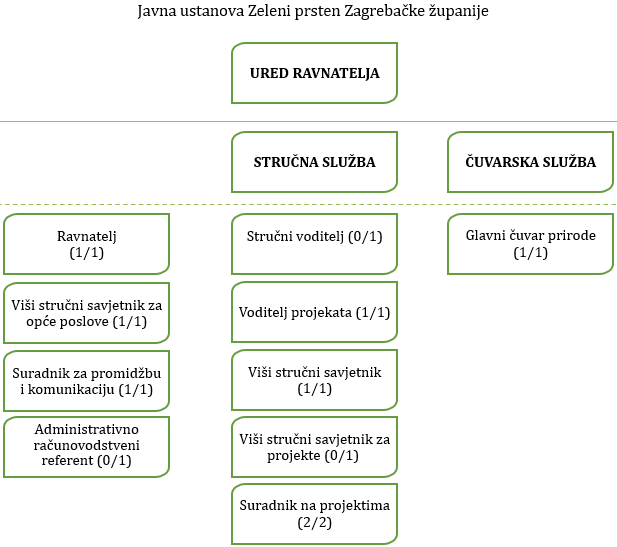 Javna ustanova Zeleni prsten Zagrebačke županije
URED RAVNATELJA
STRUČNA SLUŽBA
ČUVARSKA SLUŽBA
Ravnatelj
(1/1)
Viši stručni savjetnik za
opće poslove (1/1)
Suradnik za promidžbu
i komunikaciju (1/1)
Administrativno
računovodstveni
referent (0/1)
Stručni voditelj (0/1)
Voditelj projekata (1/1)
Viši stručni savjetnik
(1/1)
Viši stručni savjetnik za
projekte (0/1)
Suradnik na projektima
(2/2)
Glavni čuvar prirode
(1/1)